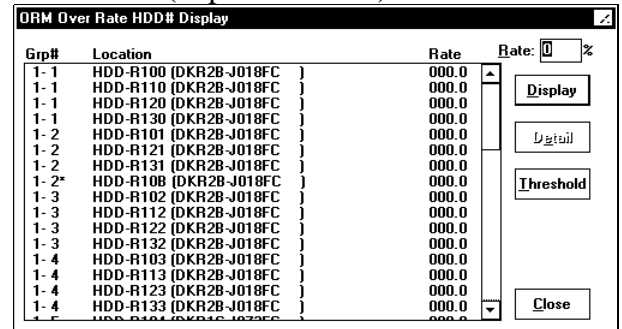 ORM Over Rate HDD# Display
Grp# Location Rate Rate: 0 %
1- 1 HDD-R100 (DKR2B-J018FC ) 000.0
1- 1 HDD-R110 (DKR2B-J018FC ) 000.0
Display
1- 1 HDD-R120 (DKR2B-J018FC ) 000.0
1- 1 HDD-R130 (DKR2B-J018FC ) 000.0
1- 2 HDD-R101 (DKR2B-J018FC ) 000.0
1- 2 HDD-R121 (DKR2B-J018FC ) 000.0
Detail
1- 2 HDD-R131 (DKR2B-J018FC ) 000.0
1- 2* HDD-R10B (DKR2B-J018FC ) 000.0
Threshold
1- 3 HDD-R102 (DKR2B-J018FC ) 000.0
1- 3 HDD-R112 (DKR2B-J018FC ) 000.0
1- 3 HDD-R122 (DKR2B-J018FC ) 000.0
1- 3 HDD-R132 (DKR2B-J018FC ) 000.0
1- 4 HDD-R103 (DKR2B-J018FC ) 000.0
1- 4 HDD-R113 (DKR2B-J018FC ) 000.0
1- 4 HDD-R123 (DKR2B-J018FC ) 000.0
1- 4 HDD-R133 (DKR2B-J018FC ) 000.0
Close